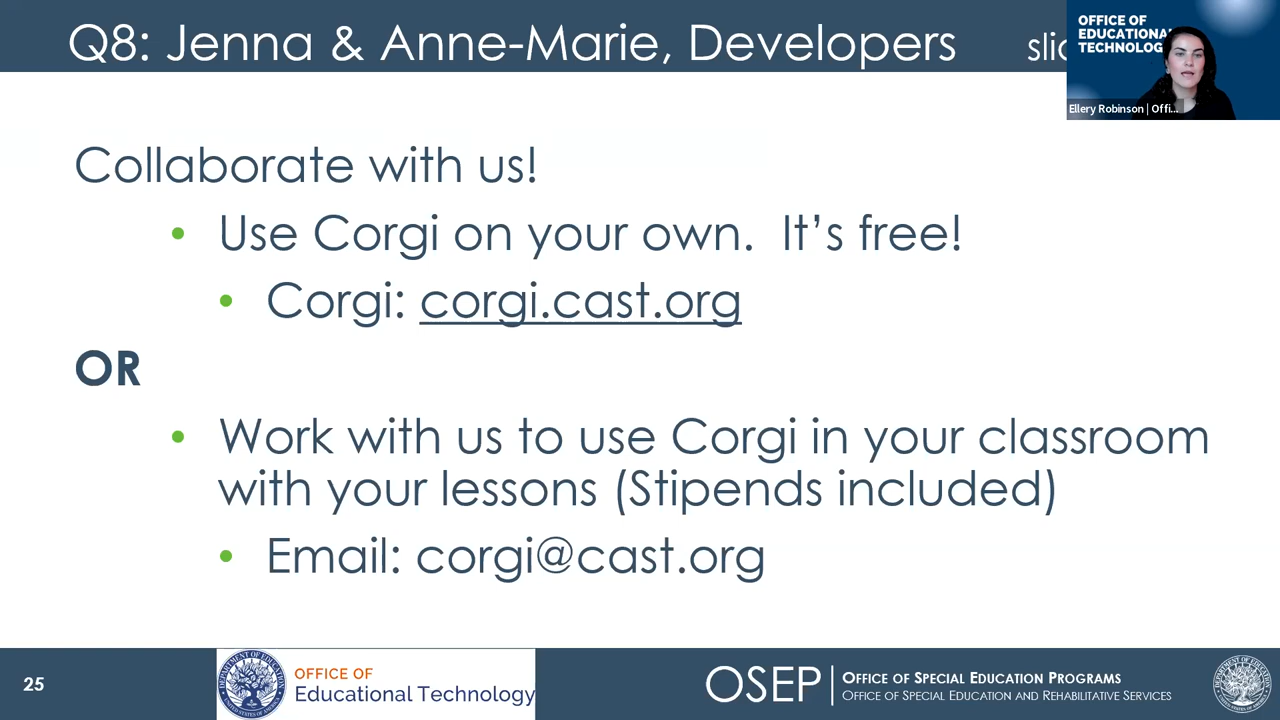 Q8: Jenna & Anne-Marie, Developers
OFFICE OF
EDUCATIONAL
TECHNOLOGY
Ellery Robinson | Offi...
Collaborate with us!
• Use Corgi on your own. It’s free!
• Corgi: corgi.cast.org
OR
• Work with us to use Corgi in your classroom
with your lessons (Stipends included)
• Email: corgi@cast.org
25
OFFICE OF
Educational Technology
OSEP
OFFICE OF SPECIAL EDUCATION PROGRAMS
OFFICE OF SPECIAL EDUCATION AND REHABILITATIVE SERVICES